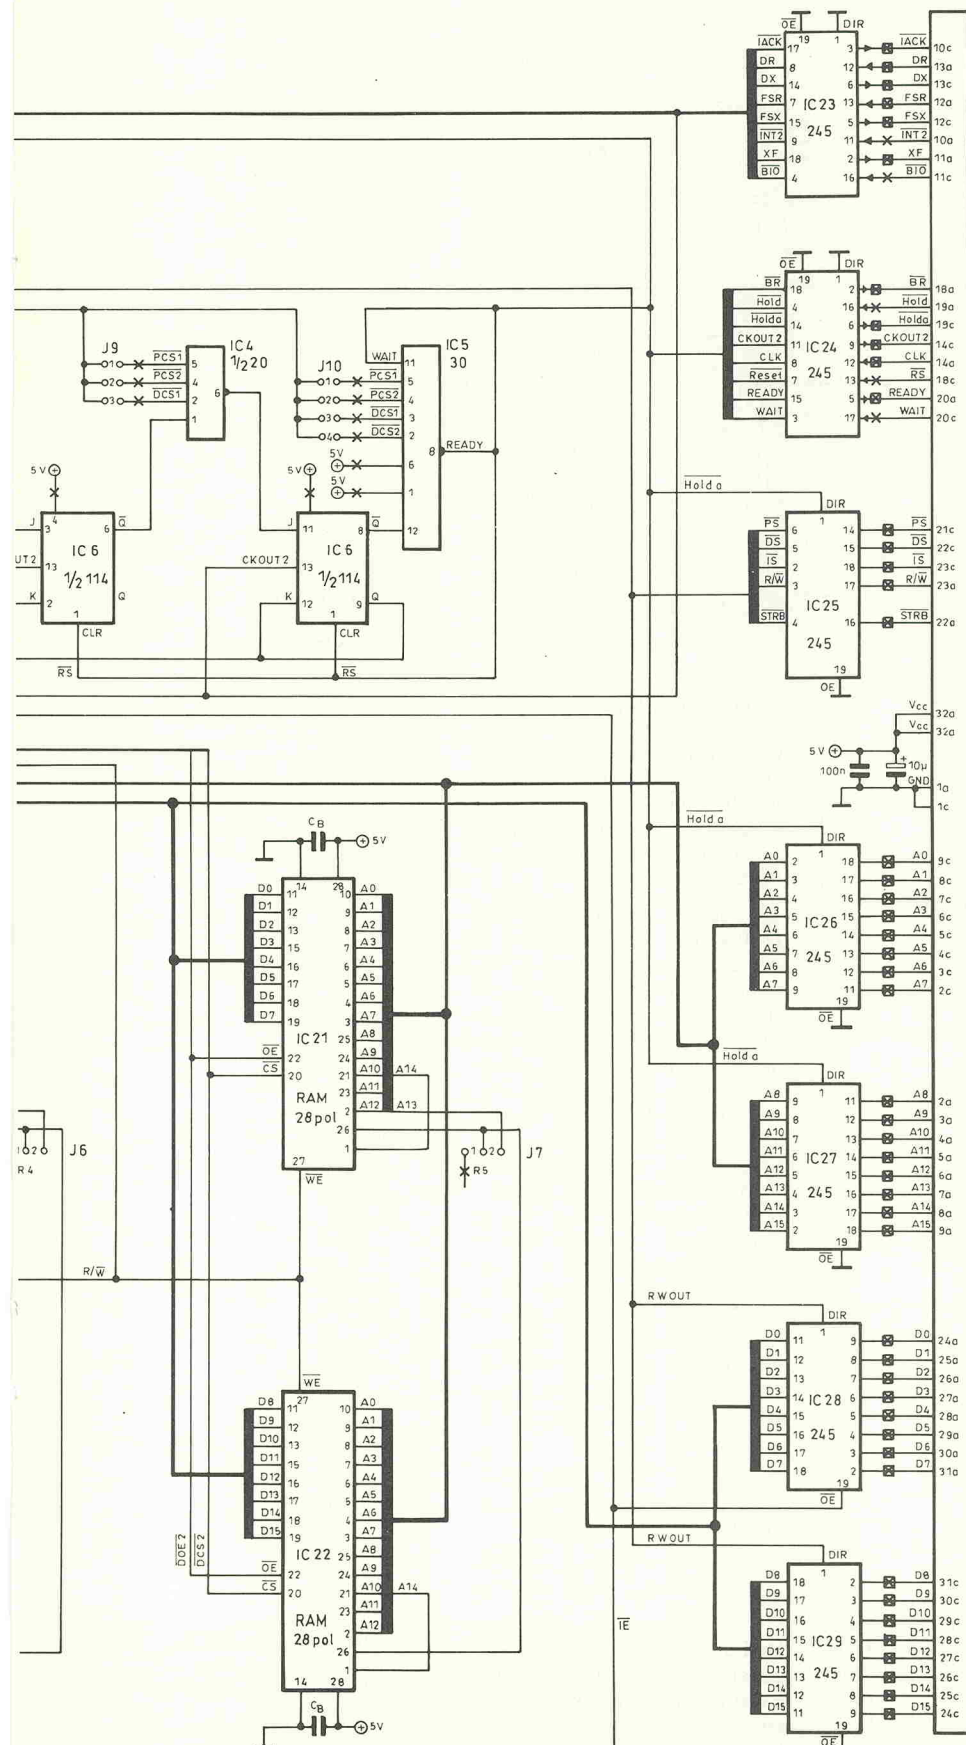 OE DIR
19 1
IACK 17 3 IACK 10c
DR 8 12 DR 13a
DX 14 6 DX 13c
FSR 7 IC23 13 FSR 12a
FSX 15 245 5 FSX 12c
INT2 9 11 INT2 10a
XF 18 2 XF 11a
BIO 4 16 BIO 11c
OE DIR
19 1
BR 18 2 BR 18a
Hold 4 16 Hold 19a
Holda 14 6 Holda 19c
CKOUT2 11 IC24 9 CKOUT2 14c
CLK 8 245 12 CLK 14a
Reset 7 13 RS 18c
READY 15 5 READY 20a
WAIT 3 17 WAIT 20c
J9
1 PCS1 5
2 PCS2 4
3 DCS1 2
1
IC4
1/2 20
6
J10
WAIT 11
1 PCS1 5
2 PCS2 4
3 DCS1 3
4 DCS2 2
5V 6
5V 1
12
IC5
30
8 READY
5V
4
J 3 6 Q
UT2 13
IC6
1/2 114
K 2 Q
1
CLR
RS
5V
J 11 8 Q
CKOUT2 13
IC6
1/2 114
K 12 9 Q
1
CLR
RS
Holda
DIR
1
PS 6 14 PS 21c
DS 5 15 DS 22c
IS 2 18 IS 23c
R/W 3 17 R/W 23a
IC25
STRB 4 16 STRB 22a
245
19
OE
Vcc 32a
Vcc 32a
5V
100n
10µ
+
GND 1a
1c
Holda
DIR
1
A0 2 18 A0 9c
A1 3 17 A1 8c
A2 4 16 A2 7c
A3 5 IC26 15 A3 6c
A4 6 14 A4 5c
A5 7 245 13 A5 4c
A6 8 12 A6 3c
A7 9 11 A7 2c
19
OE
CB
5V
14 28
D0 11 10 A0
D1 12 9 A1
D2 13 8 A2
D3 15 7 A3
D4 16 6 A4
D5 17 5 A5
D6 18 4 A6
D7 19 3 A7
IC21 25 A8
OE 22 24 A9
CS 20 21 A10 A14
RAM 23 A11
28pol 2 A12 A13
26
1
27
WE
1 2 J6
R4
1 2 J7
R5
Holda
DIR
1
A8 9 11 A8 2a
A9 8 12 A9 3a
A10 7 13 A10 4a
A11 6 IC27 14 A11 5a
A12 5 15 A12 6a
A13 4 245 16 A13 7a
A14 3 17 A14 8a
A15 2 18 A15 9a
19
OE
R/W
RWOUT
DIR
1
D0 11 9 D0 24a
D1 12 8 D1 25a
D2 13 7 D2 26a
D3 14 IC28 6 D3 27a
D4 15 5 D4 28a
D5 16 245 4 D5 29a
D6 17 3 D6 30a
D7 18 2 D7 31a
19
OE
WE
27
D8 11 10 A0
D9 12 9 A1
D10 13 8 A2
D11 15 7 A3
D12 16 6 A4
D13 17 5 A5
D14 18 4 A6
D15 19 3 A7
IC22 25 A8
OE 22 24 A9
CS 20 21 A10 A14
RAM 23 A11
28pol 2 A12
26
1
14 28
CB
5V
DOE2
DCS2
IE
RWOUT
DIR
1
D8 18 2 D8 31c
D9 17 3 D9 30c
D10 16 4 D10 29c
D11 15 IC29 5 D11 28c
D12 14 6 D12 27c
D13 13 245 7 D13 26c
D14 12 8 D14 25c
D15 11 9 D15 24c
19
OE